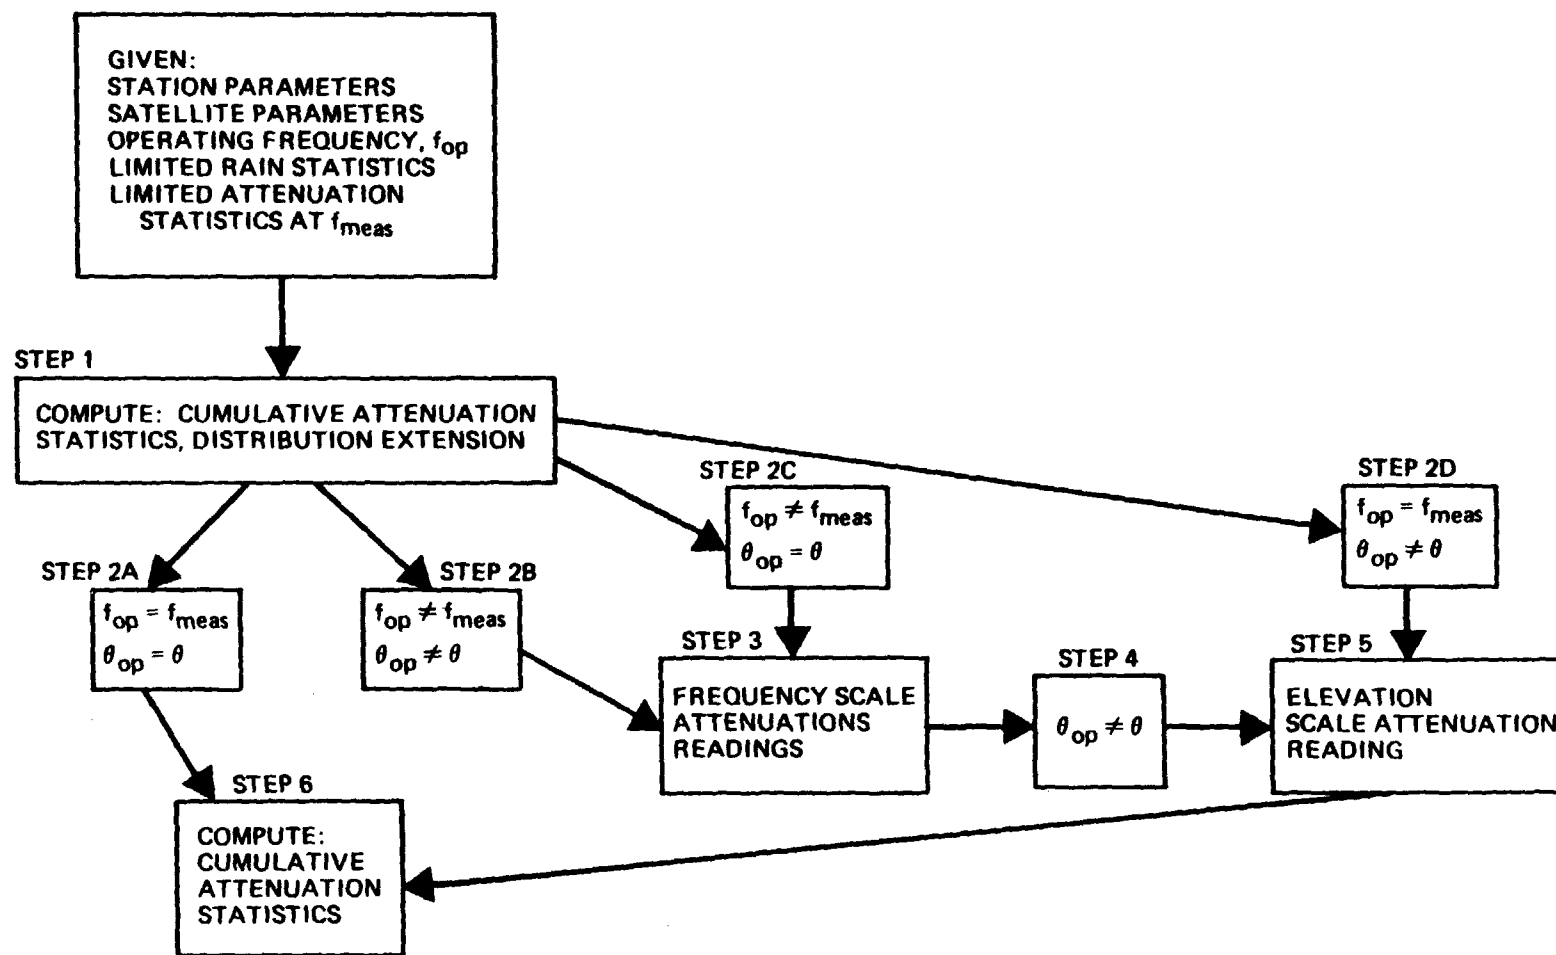 GIVEN:
STATION PARAMETERS
SATELLITE PARAMETERS
OPERATING FREQUENCY, fop
LIMITED RAIN STATISTICS
LIMITED ATTENUATION
STATISTICS AT fmeas
STEP 1
COMPUTE: CUMULATIVE ATTENUATION
STATISTICS, DISTRIBUTION EXTENSION
STEP 2A
fop = fmeas
θop = θ
STEP 2B
fop ≠ fmeas
θop ≠ θ
STEP 2C
fop ≠ fmeas
θop = θ
STEP 2D
fop = fmeas
θop ≠ θ
STEP 3
FREQUENCY SCALE
ATTENUATIONS
READINGS
STEP 4
θop ≠ θ
STEP 5
ELEVATION
SCALE ATTENUATION
READING
STEP 6
COMPUTE:
CUMULATIVE
ATTENUATION
STATISTICS